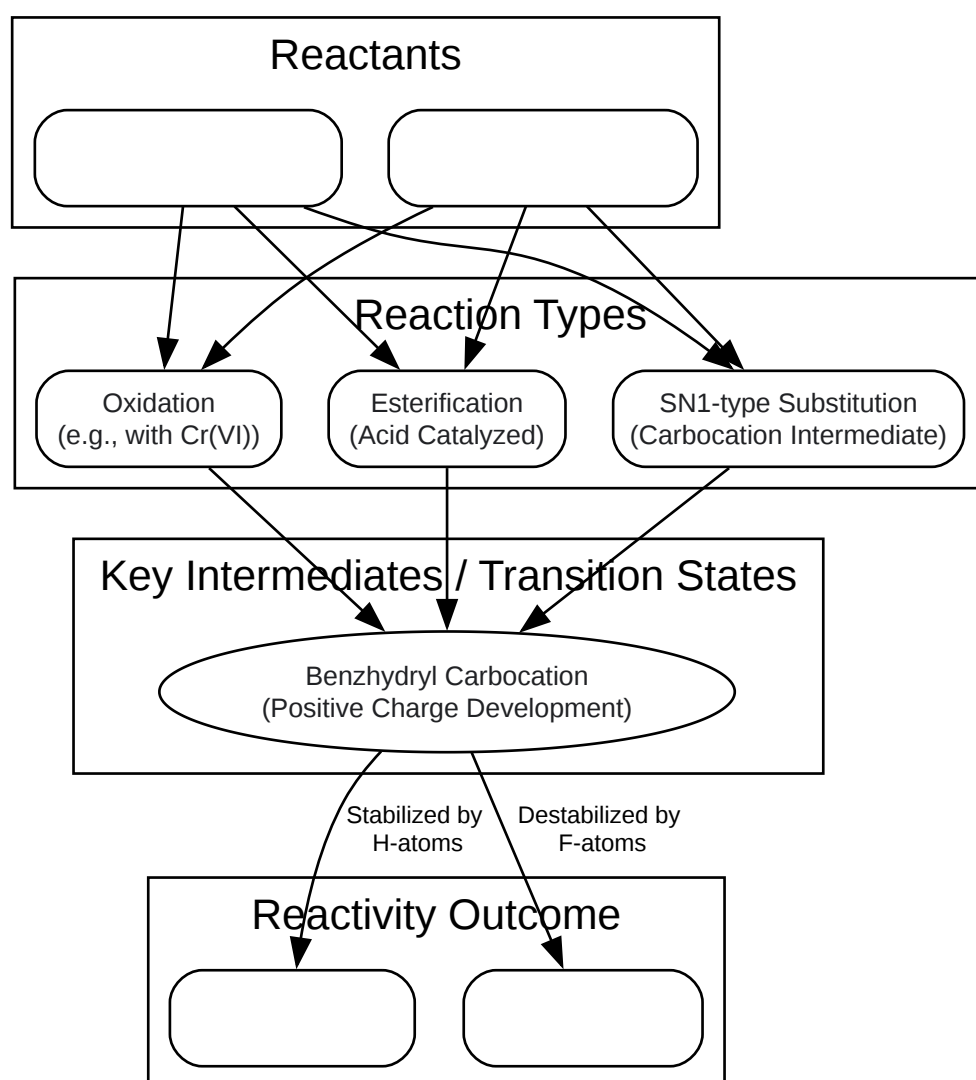 Reactants
Reaction Types
Oxidation
(e.g., with Cr(VI))
Esterification
(Acid Catalyzed)
SN1-type Substitution
(Carbocation Intermediate)
Key Intermediates / Transition States
Benzhydryl Carbocation
(Positive Charge Development)
Stabilized by
H-atoms
Destabilized by
F-atoms
Reactivity Outcome